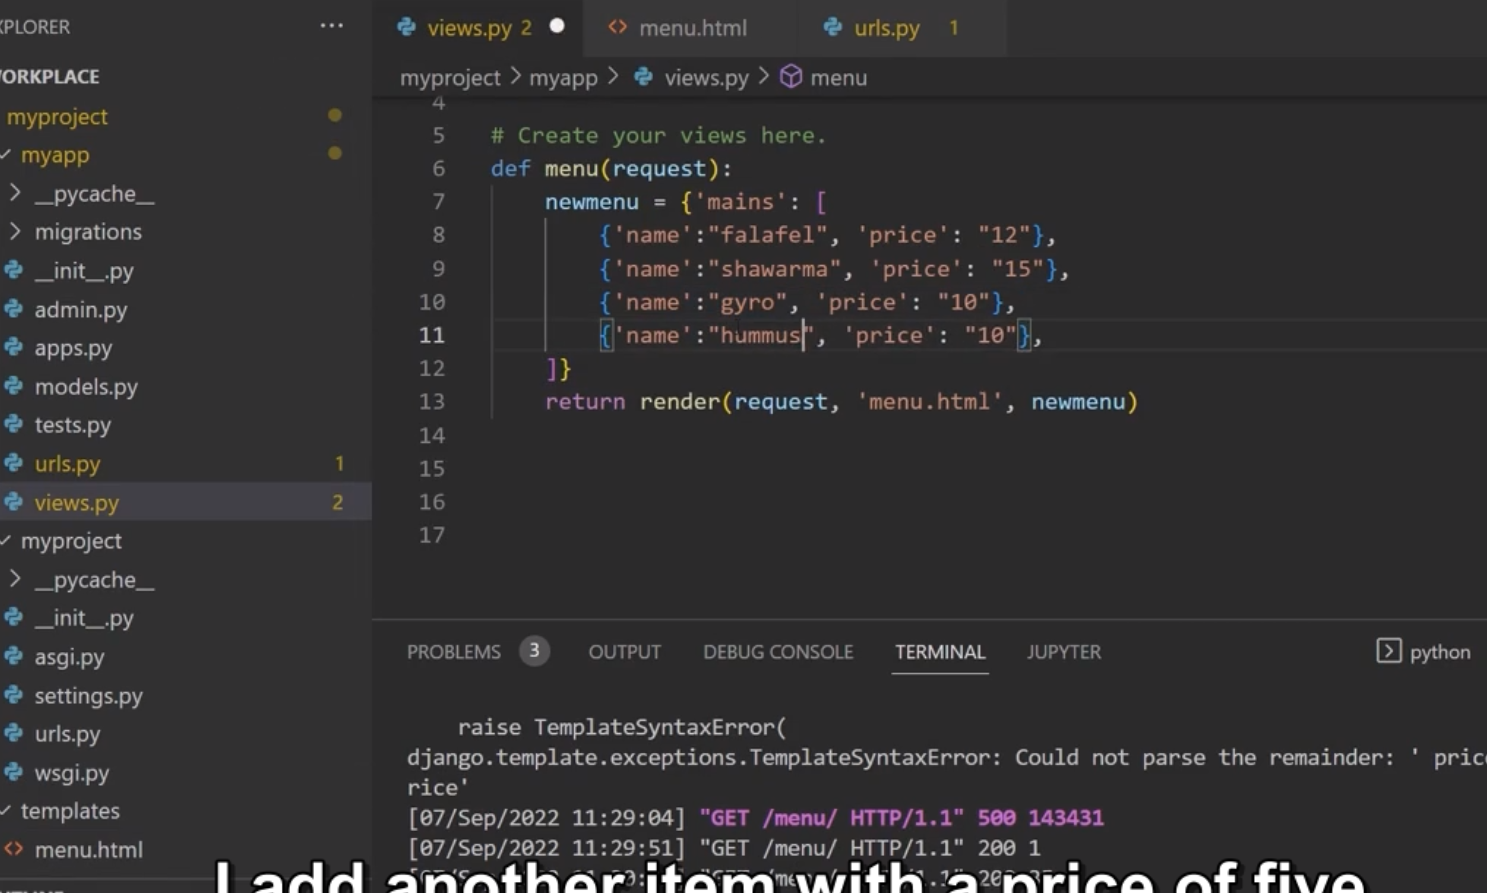 XPLORER ...
ORKPLACE
myproject
myapp
__pycache__
migrations
__init__.py
admin.py
apps.py
models.py
tests.py
urls.py 1
views.py 2
myproject
__pycache__
__init__.py
asgi.py
settings.py
urls.py
wsgi.py
templates
<> menu.html
views.py 2 <> menu.html urls.py 1
myproject > myapp > views.py > menu
4
5 # Create your views here.
6 def menu(request):
7 newmenu = {'mains': [
8 {'name':"falafel", 'price': "12"},
9 {'name':"shawarma", 'price': "15"},
10 {'name':"gyro", 'price': "10"},
11 {'name':"hummus", 'price': "10"},
12 ]}
13 return render(request, 'menu.html', newmenu)
14
15
16
17
PROBLEMS 3 OUTPUT DEBUG CONSOLE TERMINAL JUPYTER python
raise TemplateSyntaxError(
django.template.exceptions.TemplateSyntaxError: Could not parse the remainder: ' pric
rice'
[07/Sep/2022 11:29:04] "GET /menu/ HTTP/1.1" 500 143431
[07/Sep/2022 11:29:51] "GET /menu/ HTTP/1.1" 200 1
I add another item with a price of five